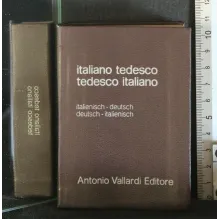 italiano tedesco
tedesco italiano
italienisch - deutsch
deutsch - italienisch
Antonio Vallardi Editore